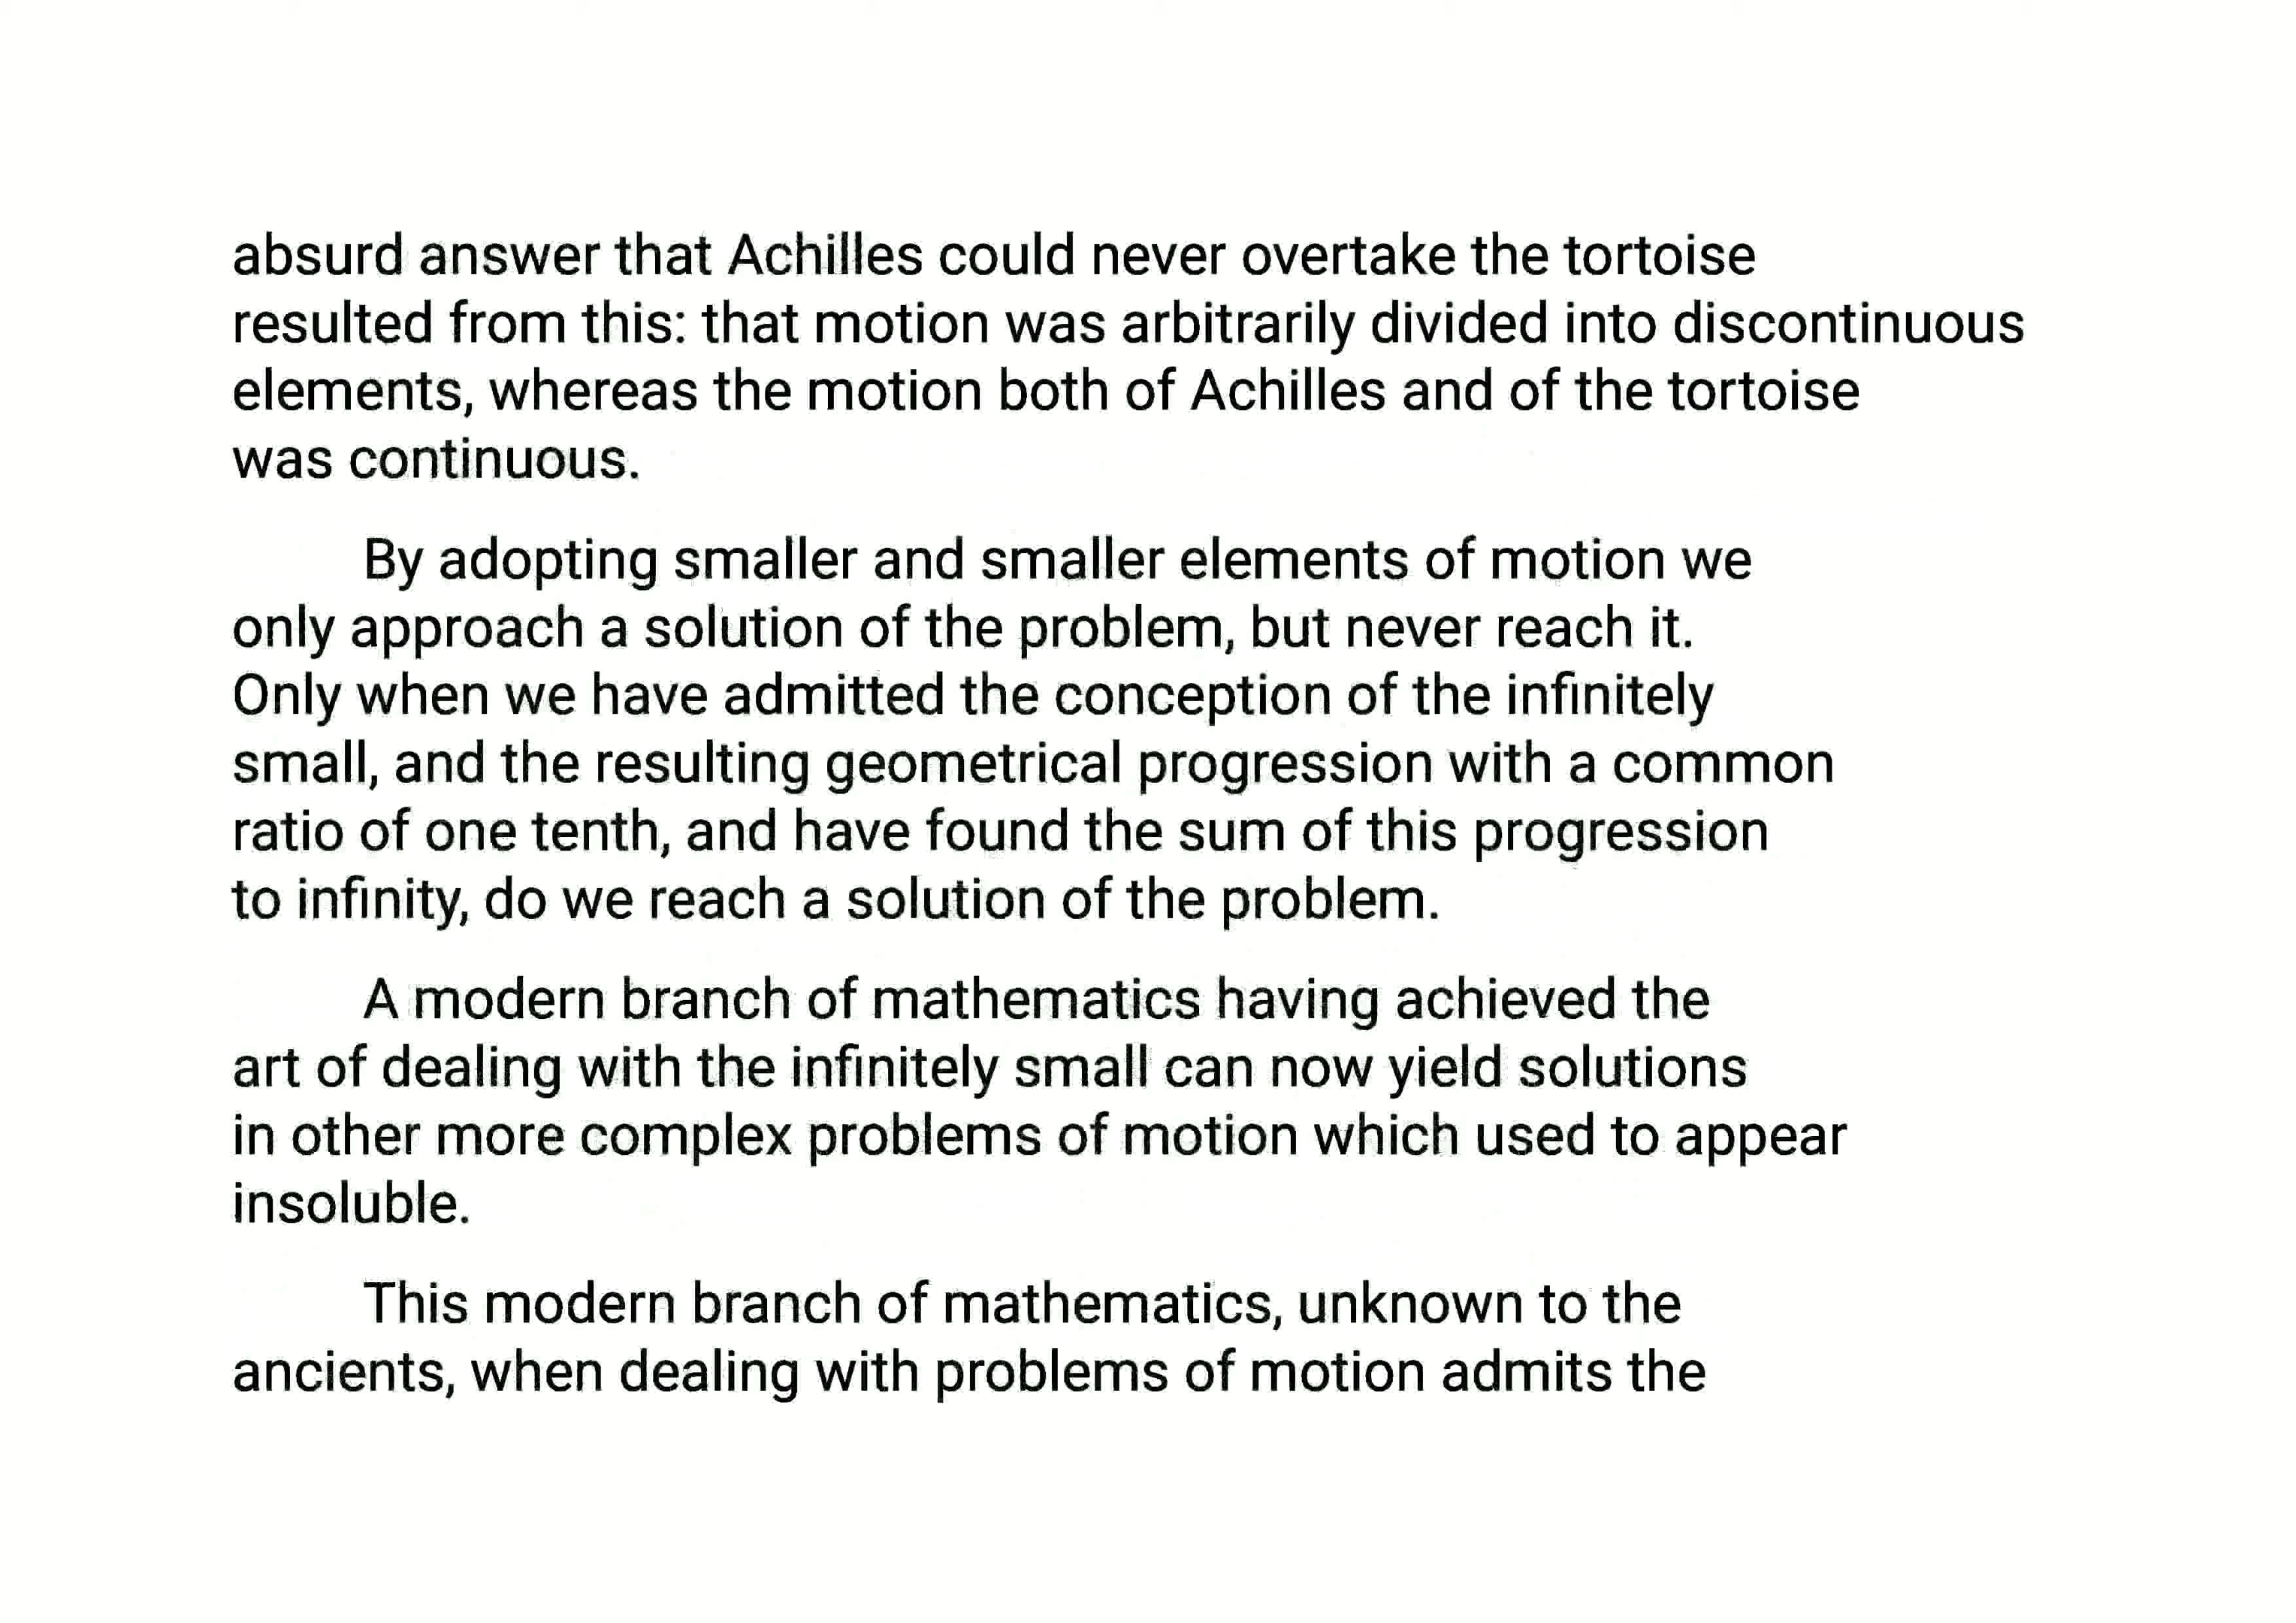 absurd answer that Achilles could never overtake the tortoise
resulted from this: that motion was arbitrarily divided into discontinuous
elements, whereas the motion both of Achilles and of the tortoise
was continuous.
By adopting smaller and smaller elements of motion we
only approach a solution of the problem, but never reach it.
Only when we have admitted the conception of the infinitely
small, and the resulting geometrical progression with a common
ratio of one tenth, and have found the sum of this progression
to infinity, do we reach a solution of the problem.
A modern branch of mathematics having achieved the
art of dealing with the infinitely small can now yield solutions
in other more complex problems of motion which used to appear
insoluble.
This modern branch of mathematics, unknown to the
ancients, when dealing with problems of motion admits the